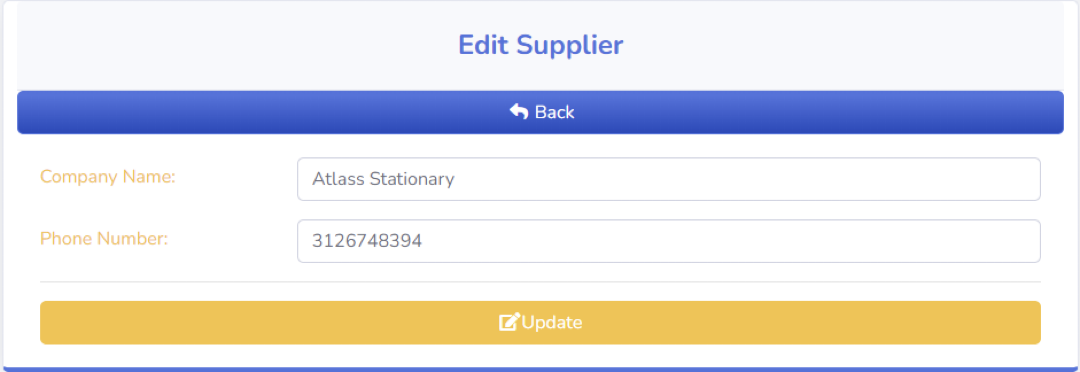 Edit Supplier
Back
Company Name:
Atlass Stationary
Phone Number:
3126748394
Update